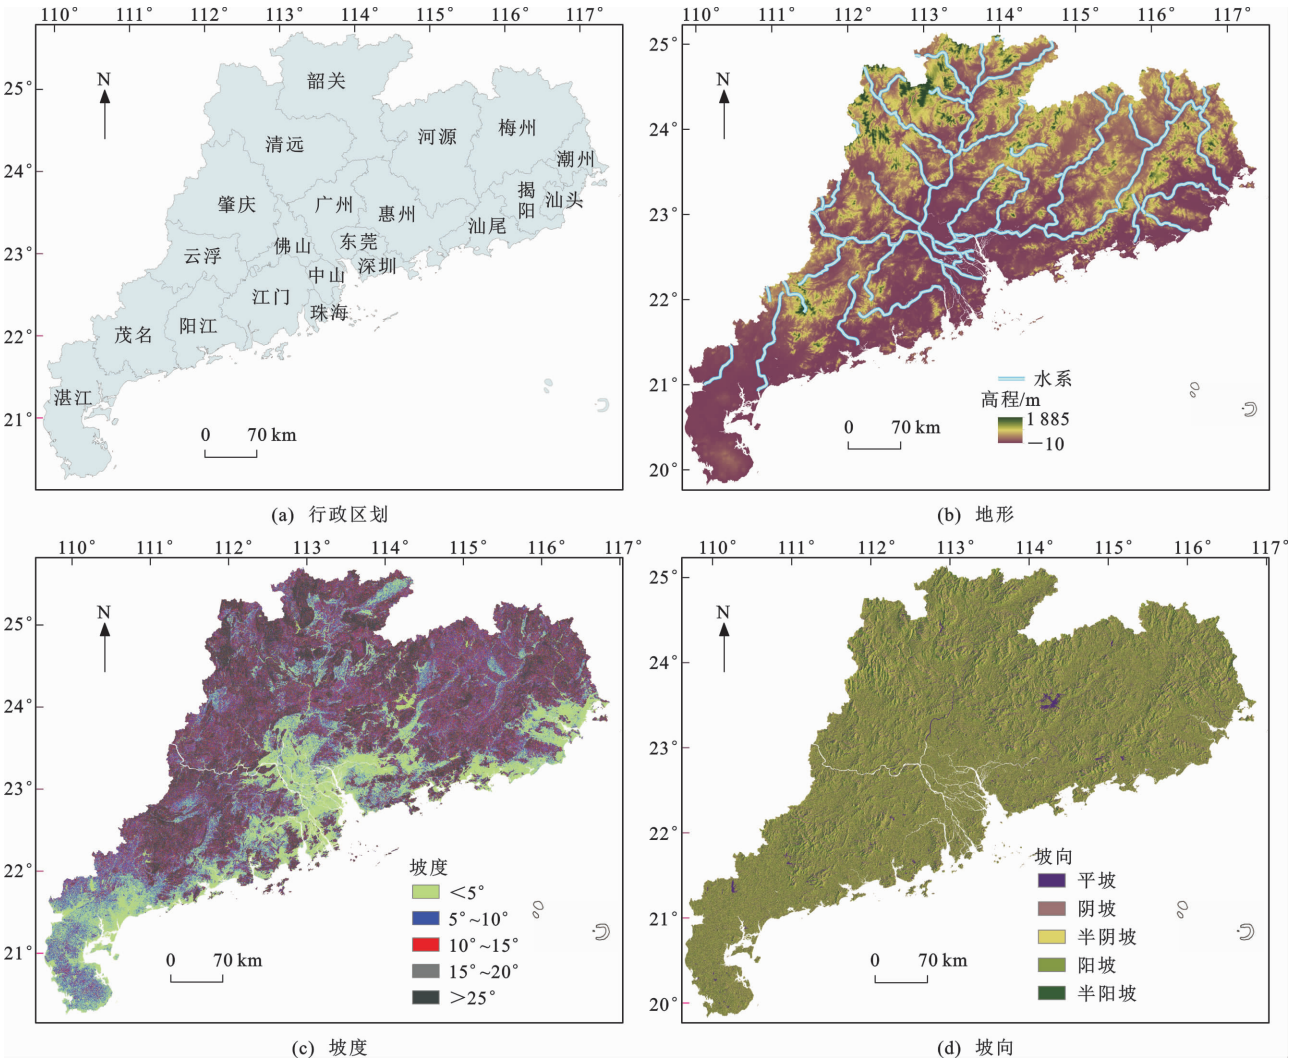 110° 111° 112° 113° 114° 115° 116° 117°
25°
24°
23°
22°
21°
N
韶关
清远
河源
梅州
潮州
揭阳
汕头
肇庆
广州
惠州
汕尾
云浮
佛山
东莞
深圳
中山
江门
珠海
茂名
阳江
湛江
0 70 km
(a) 行政区划
110° 111° 112° 113° 114° 115° 116° 117°
25°
24°
23°
22°
21°
20°
N
水系
高程/m
1 885
—10
0 70 km
(b) 地形
110° 111° 112° 113° 114° 115° 116° 117°
25°
24°
23°
22°
21°
N
坡度
<5°
5°~10°
10°~15°
15°~20°
>25°
0 70 km
(c) 坡度
110° 111° 112° 113° 114° 115° 116° 117°
25°
24°
23°
22°
21°
20°
N
坡向
平坡
阴坡
半阴坡
阳坡
半阳坡
0 70 km
(d) 坡向